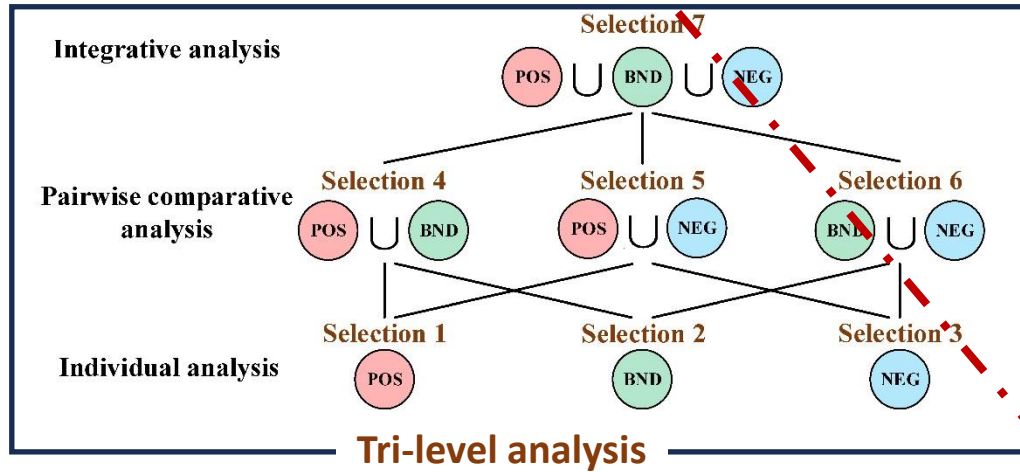 Selection 7
Integrative analysis
POS ∪ BND ∪ NEG
Selection 4 Selection 5 Selection 6
Pairwise comparative
analysis
POS ∪ BND POS ∪ NEG BND ∪ NEG
Selection 1 Selection 2 Selection 3
Individual analysis
POS BND NEG
Tri-level analysis